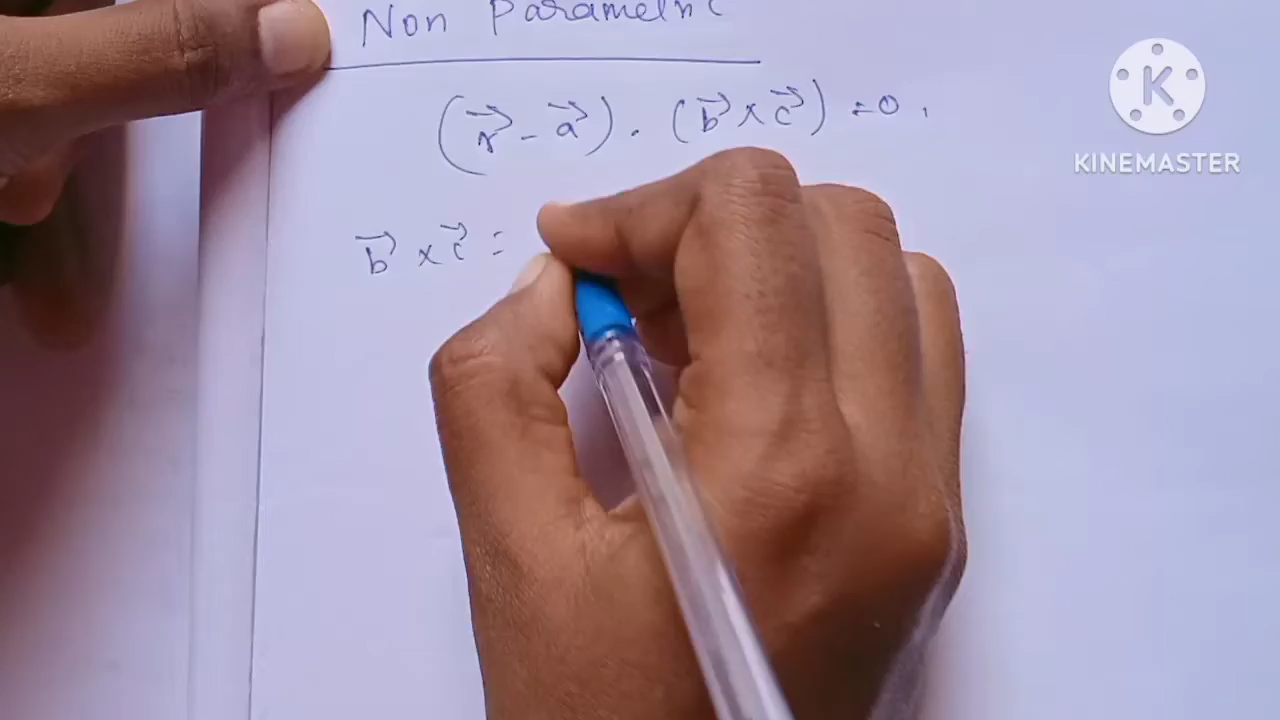 Non Parametric
(r⃗ - a⃗) . (b⃗ × c⃗) = 0 .
b⃗ × c⃗ =
KINEMASTER